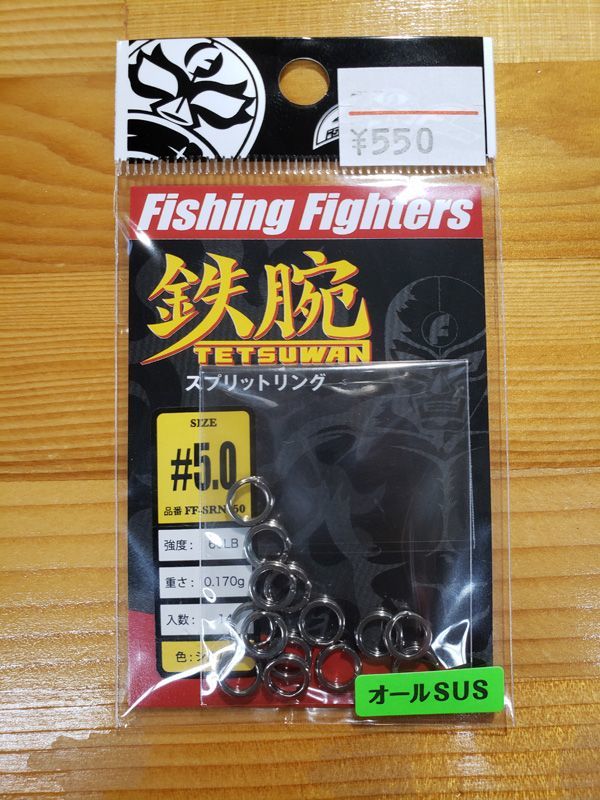 F
¥550
Fishing Fighters
鉄腕
TETSUWAN
スプリットリング
F
SIZE
#5.0
品番
強度:
重さ: 0.170g
入数:
色:
オールSUS